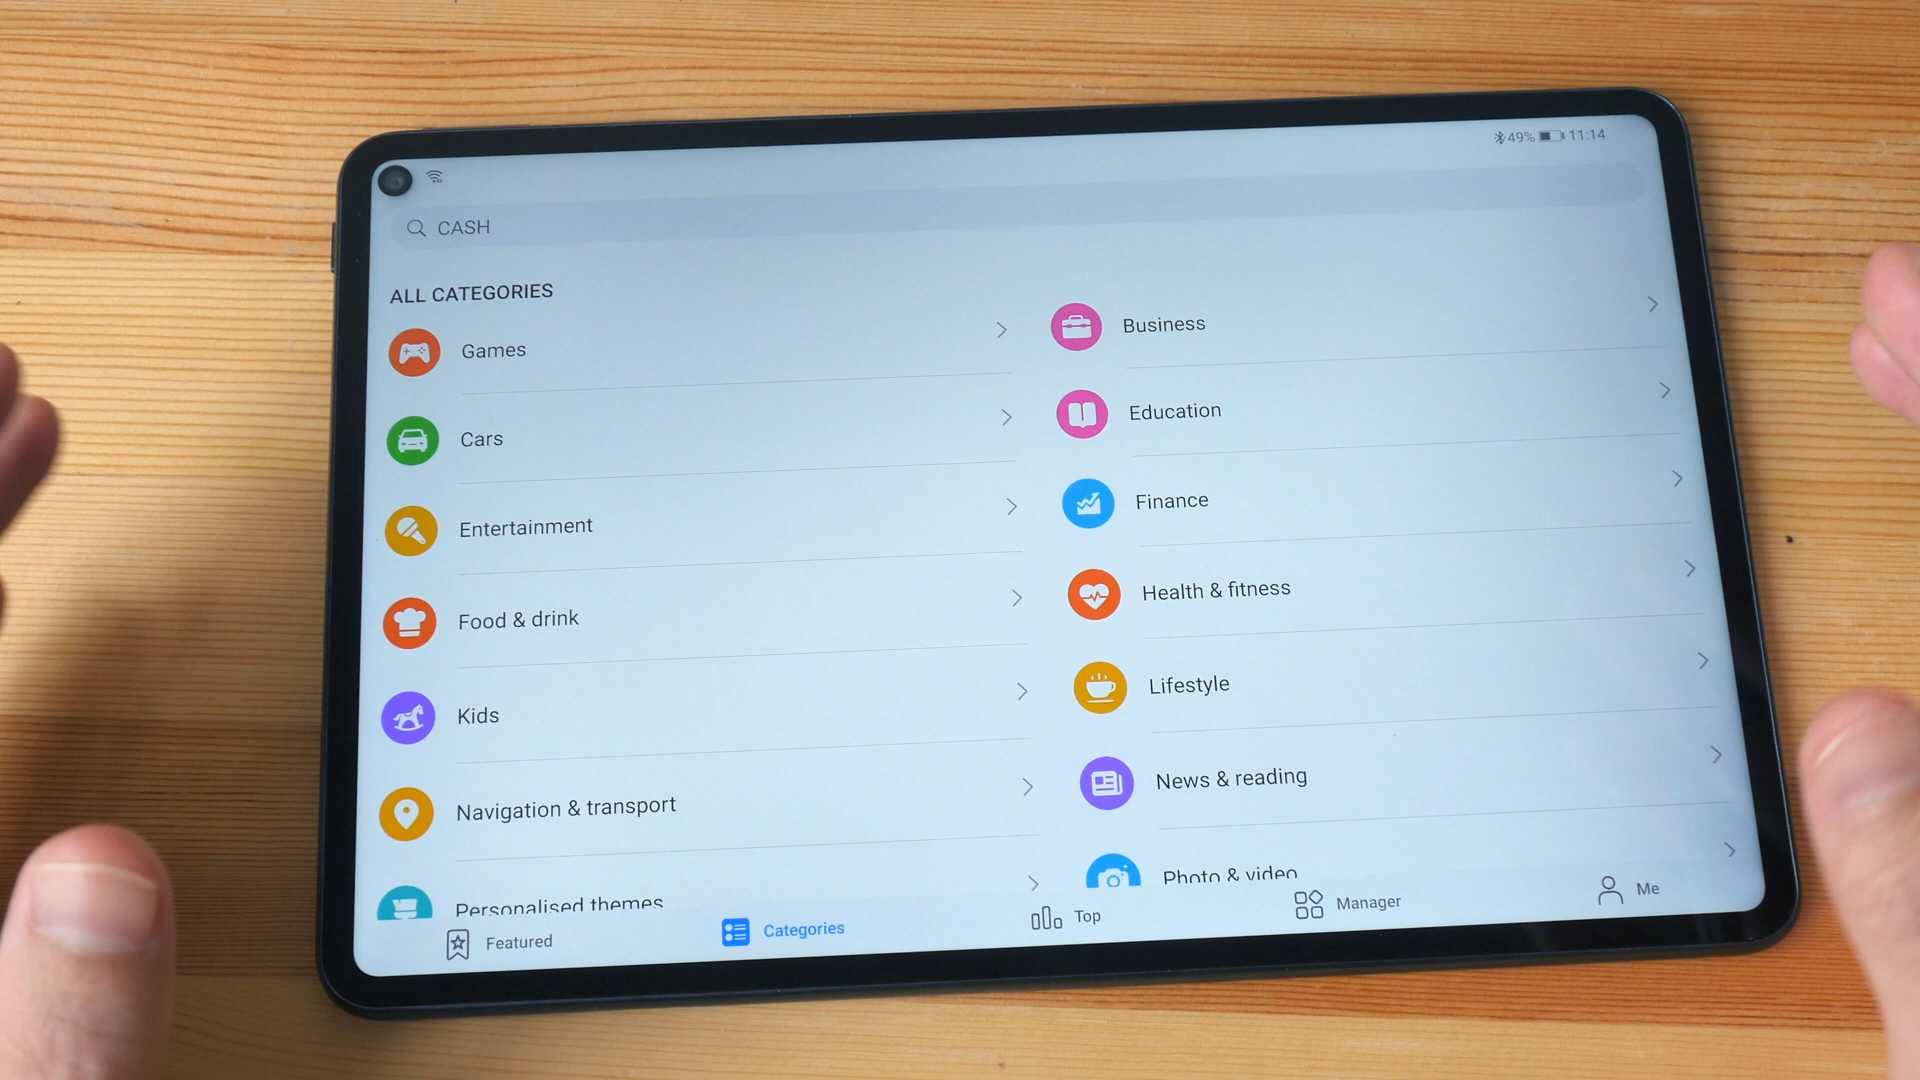 49% 11:14
CASH
ALL CATEGORIES
Games
Business
Cars
Education
Entertainment
Finance
Food & drink
Health & fitness
Kids
Lifestyle
Navigation & transport
News & reading
Personalised themes
Photo & video
Featured
Categories
Top
Manager
Me